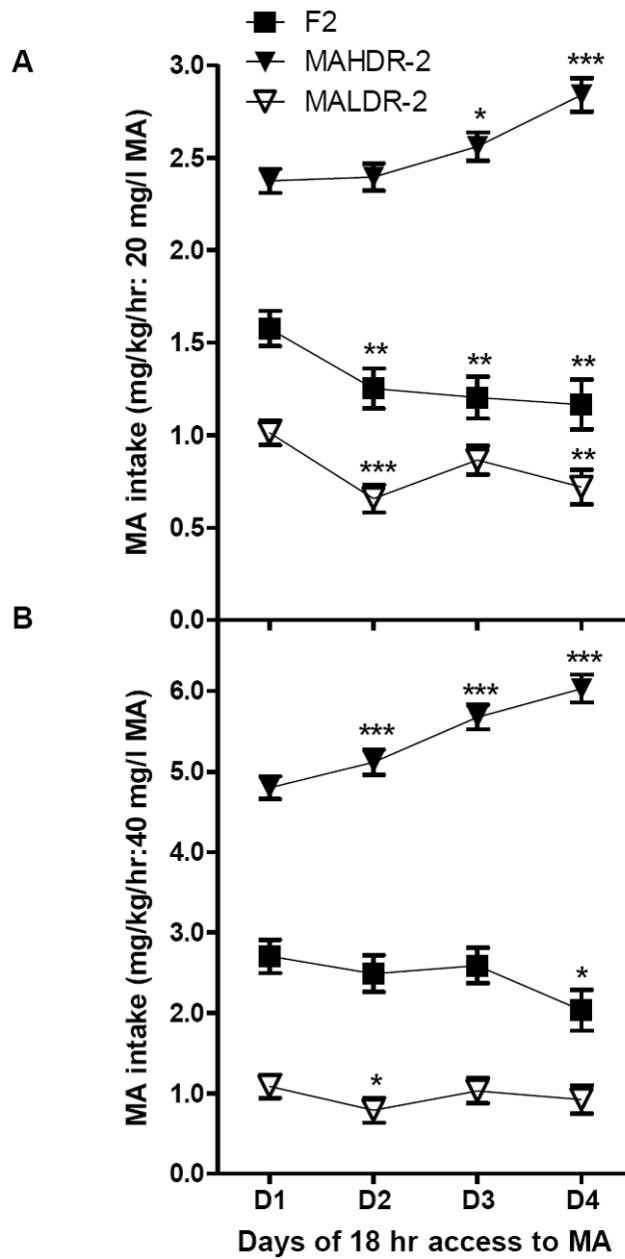 F2
MAHDR-2
MALDR-2
A
MA intake (mg/kg/hr: 20 mg/l MA)
3.0
2.5
2.0
1.5
1.0
0.5
0.0
***
*
** ** **
*** **
B
MA intake (mg/kg/hr:40 mg/l MA)
6.0
5.0
4.0
3.0
2.0
1.0
0.0
***
***
***
*
*
D1 D2 D3 D4
Days of 18 hr access to MA